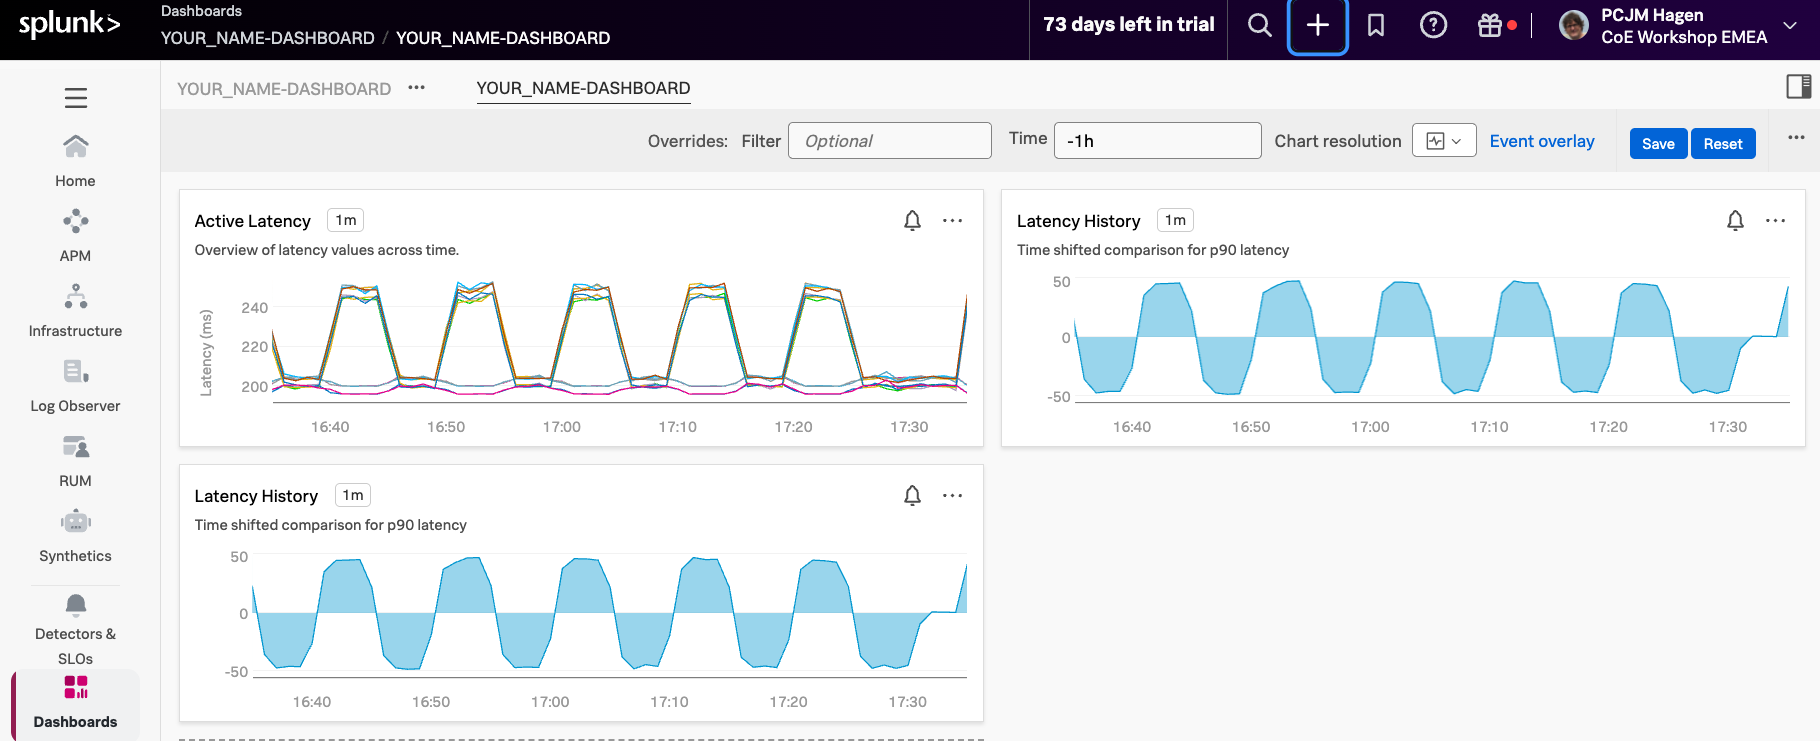 splunk>
Dashboards
YOUR_NAME-DASHBOARD / YOUR_NAME-DASHBOARD
73 days left in trial
PCJM Hagen
CoE Workshop EMEA
YOUR_NAME-DASHBOARD ··· YOUR_NAME-DASHBOARD
Overrides: Filter Optional Time -1h Chart resolution Event overlay Save Reset ···
Home
APM
Infrastructure
Log Observer
RUM
Synthetics
Detectors &
SLOs
Dashboards
Active Latency 1m ···
Overview of latency values across time.
Latency (ms)
240
220
200
16:40 16:50 17:00 17:10 17:20 17:30
Latency History 1m ···
Time shifted comparison for p90 latency
50
0
-50
16:40 16:50 17:00 17:10 17:20 17:30
Latency History 1m ···
Time shifted comparison for p90 latency
50
0
-50
16:40 16:50 17:00 17:10 17:20 17:30